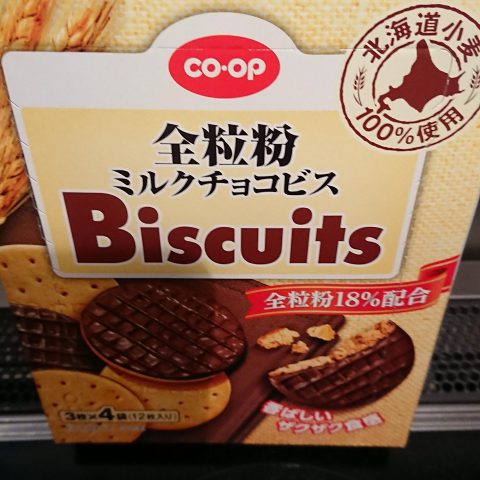 co·op
北海道小麦
100%使用
全粒粉
ミルクチョコビス
Biscuits
全粒粉18%配合
3枚×4袋(12枚入り)
香ばしい
ザクザク食感